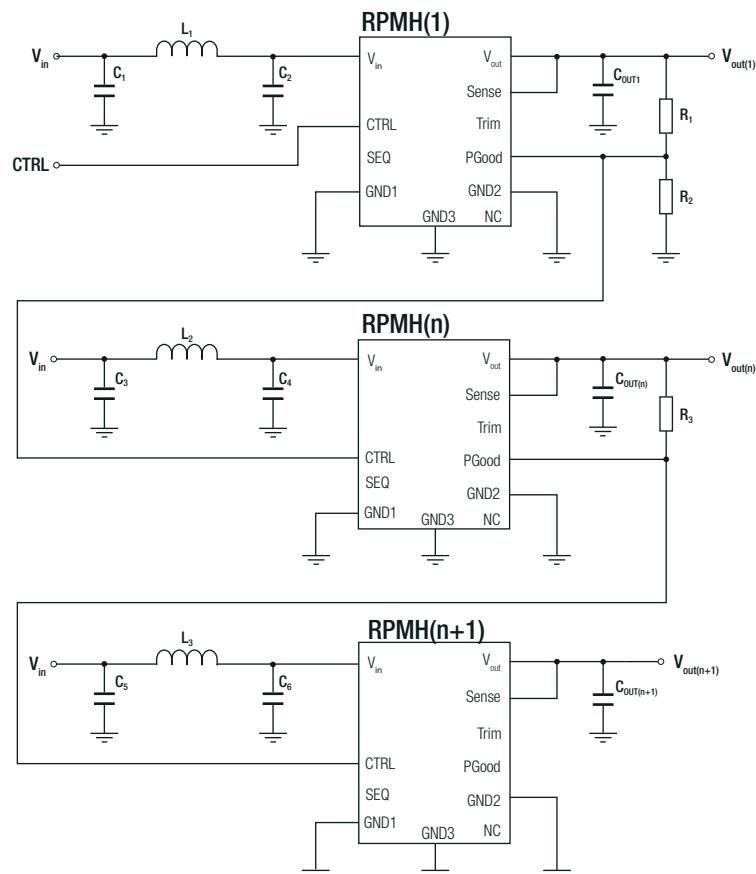 RPMH(1)
L₁
Vin
C₁
C₂
Vin
Vout
COUT1
Vout(1)
Sense
R₁
CTRL
Trim
CTRL
SEQ
PGood
GND1
GND2
R₂
GND3
NC
RPMH(n)
L₂
Vin
C₃
C₄
Vin
Vout
COUT(n)
Vout(n)
Sense
R₃
Trim
CTRL
PGood
SEQ
GND2
GND1
GND3
NC
RPMH(n+1)
L₃
Vin
C₅
C₆
Vin
Vout
COUT(n+1)
Vout(n+1)
Sense
Trim
CTRL
PGood
SEQ
GND2
GND1
GND3
NC